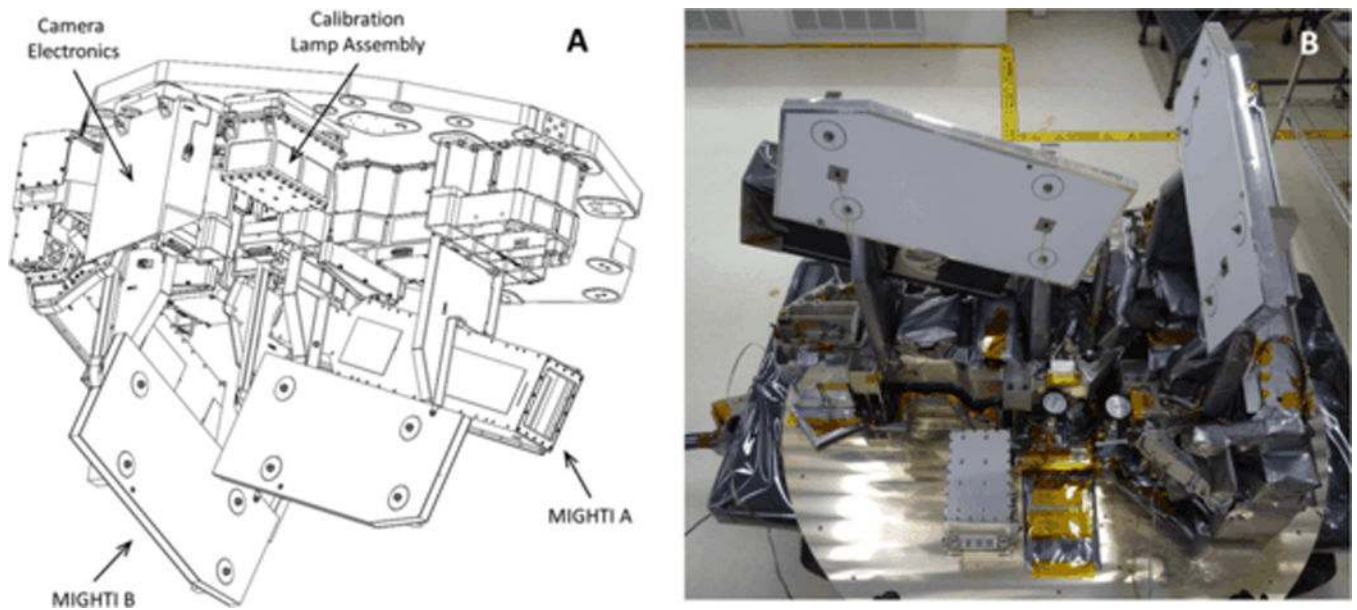 Camera
Electronics
Calibration
Lamp Assembly
A
B
MIGHTI A
MIGHTI B